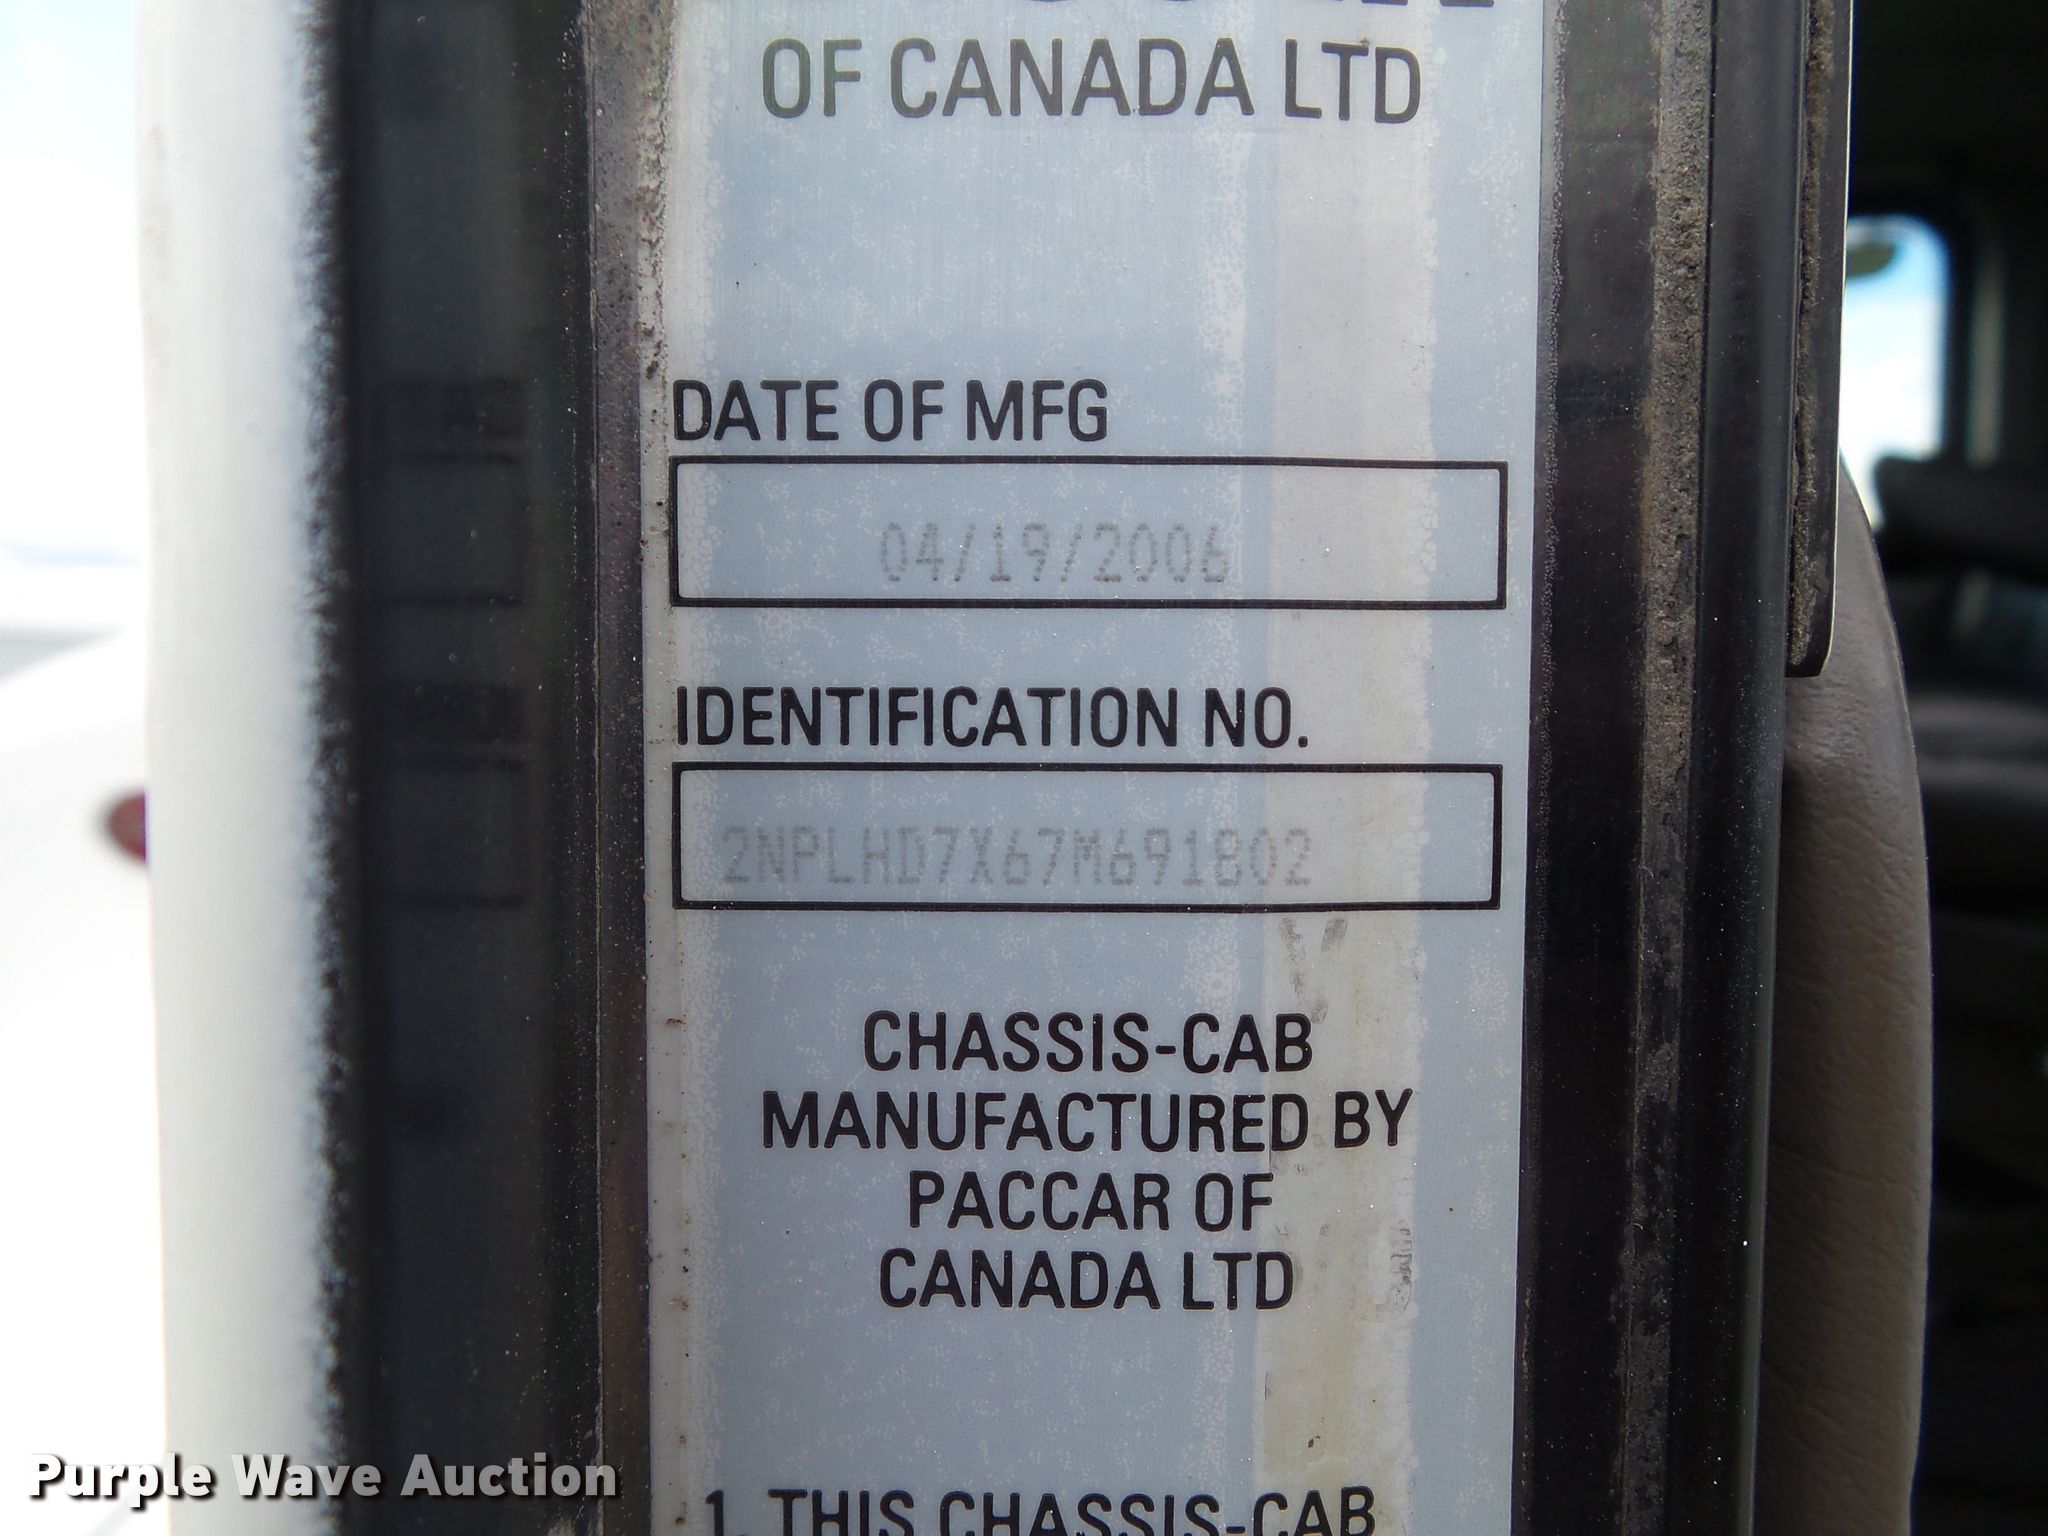 OF CANADA LTD
DATE OF MFG
04/19/2006
IDENTIFICATION NO.
2NPLHD7X67M691802
CHASSIS-CAB
MANUFACTURED BY
PACCAR OF
CANADA LTD
1. THIS CHASSIS-CAB
Purple Wave Auction